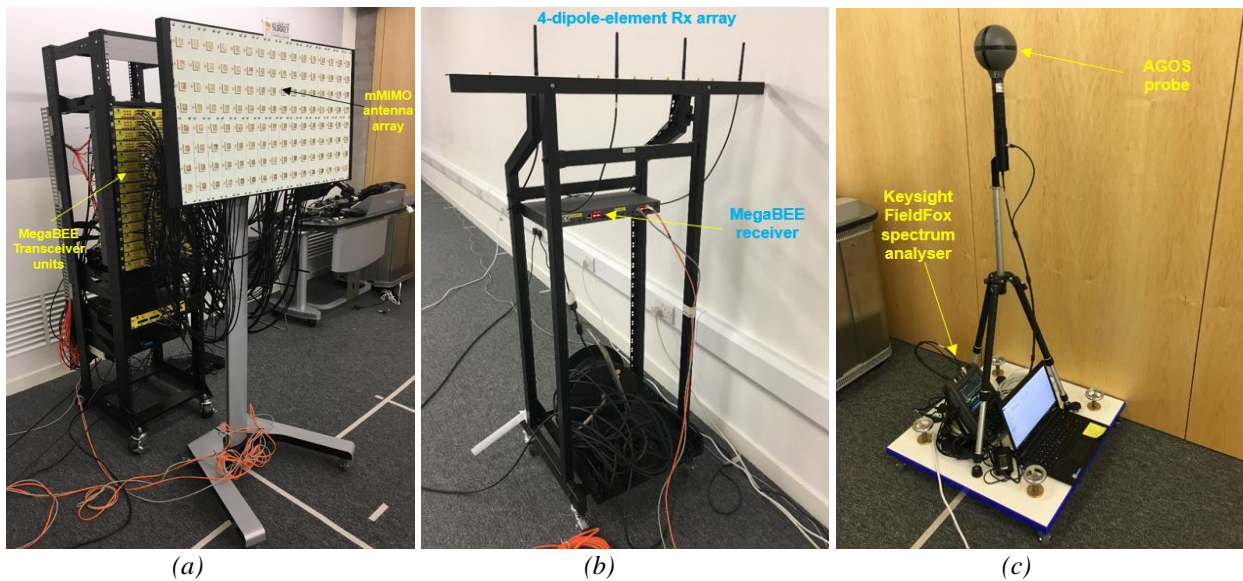 SURREY
mMIMO
antenna
array
MegaBEE
Transceiver
units
(a)
4-dipole-element Rx array
MegaBEE
receiver
(b)
AGOS
probe
Keysight
FieldFox
spectrum
analyser
(c)